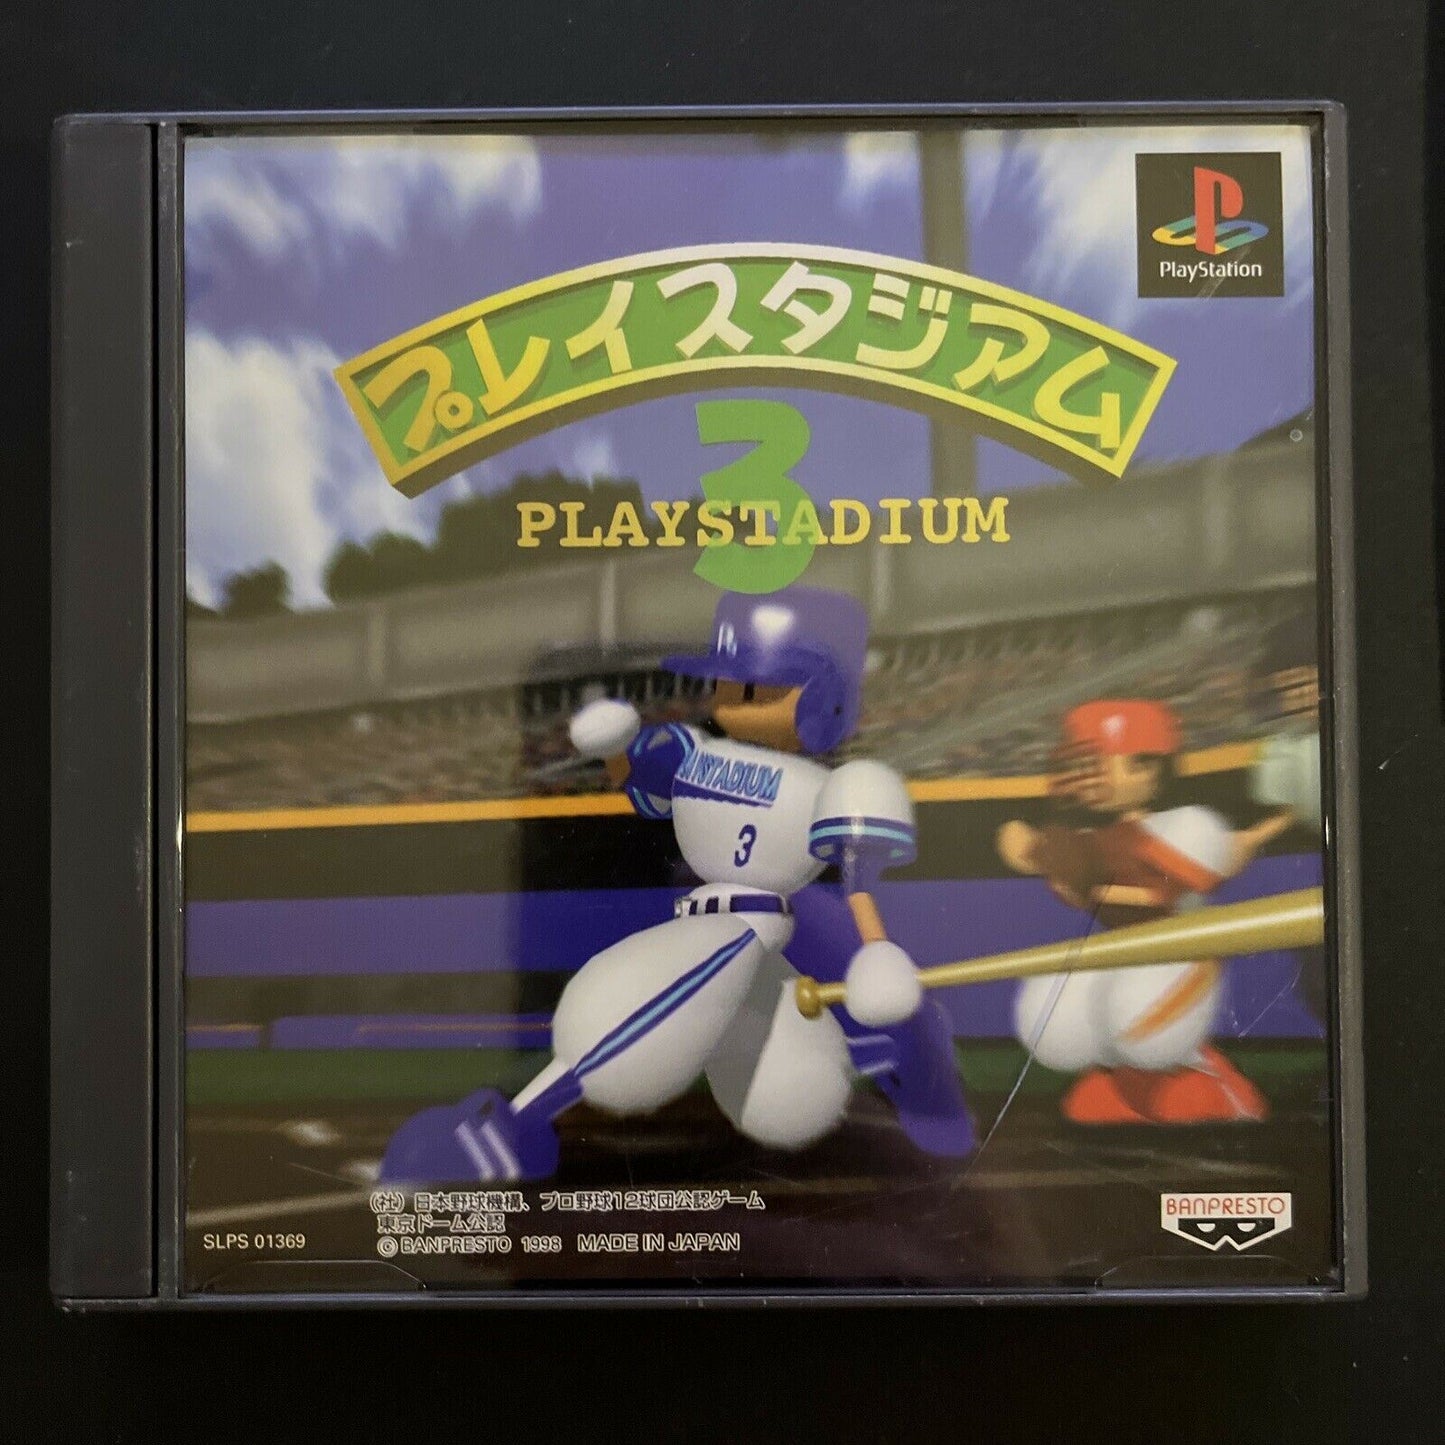 PlayStation
プレイスタジアム
3
PLAYSTADIUM
3
(社)日本野球機構、プロ野球12球団公認ゲーム
東京ドーム公認
SLPS 01369
© BANPRESTO 1998 MADE IN JAPAN
BANPRESTO